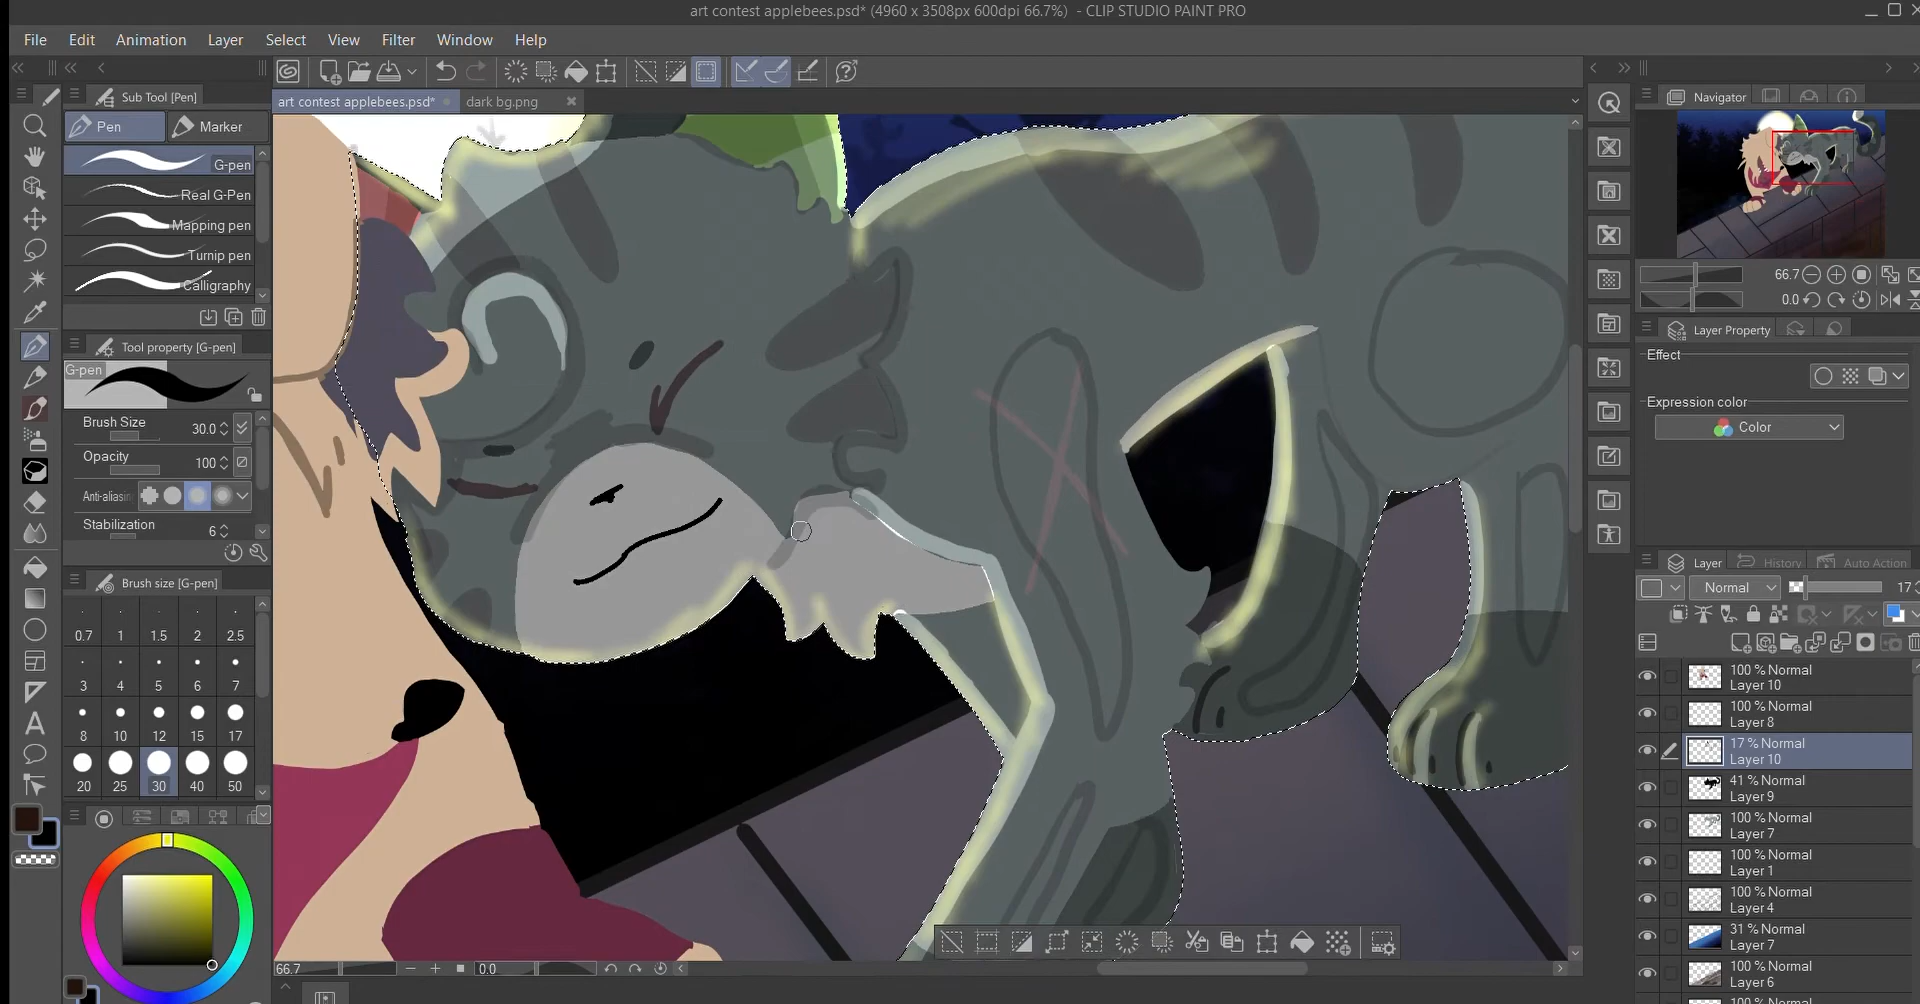 art contest applebees.psd* (4960 x 3508px 600dpi 66.7%) - CLIP STUDIO PAINT PRO
File Edit Animation Layer Select View Filter Window Help
Sub Tool [Pen]
art contest applebees.psd* dark bg.png
Navigator
Pen Marker
G-pen
Real G-Pen
Mapping pen
Turnip pen
Calligraphy
66.7
0.0
Layer Property
Tool property [G-pen]
G-pen
Effect
Expression color
Color
Brush Size 30.0
Opacity 100
Anti-aliasin
Stabilization 6
Brush size [G-pen]
0.7 1 1.5 2 2.5
3 4 5 6 7
8 10 12 15 17
20 25 30 40 50
Layer History Auto Action
Normal 17
100 % Normal
Layer 10
100 % Normal
Layer 8
17 % Normal
Layer 10
41 % Normal
Layer 9
100 % Normal
Layer 7
100 % Normal
Layer 1
100 % Normal
Layer 4
31 % Normal
Layer 7
100 % Normal
Layer 6
100 % Normal
66.7 0.0
A